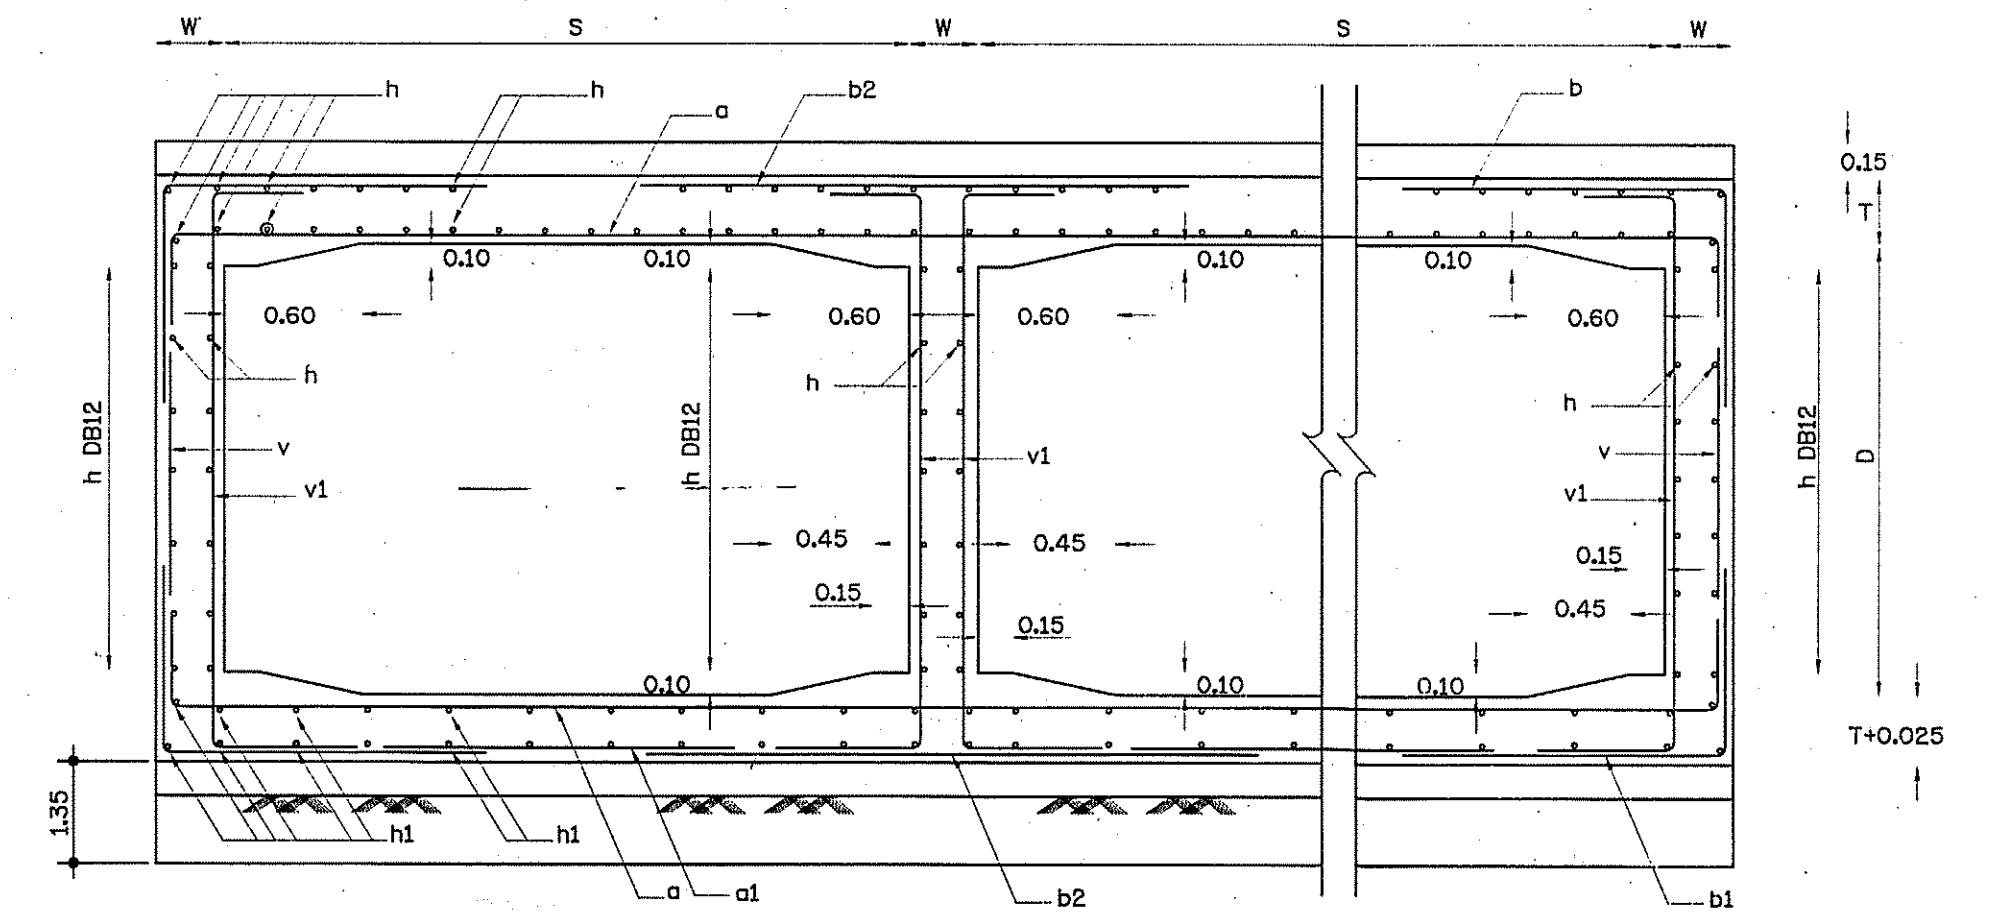 W S W S W
h h b2 b
a
0.15
T
0.10 0.10 0.10 0.10
0.60 0.60 0.60 0.60
h h h
h DB12 h DB12 h DB12
v v1 v D
v1 v1
0.45 0.45
0.15 0.15
0.15 0.45
0.10 0.10 0.10
T+0.025
1.35
h1 h1
a a1 b2 b1